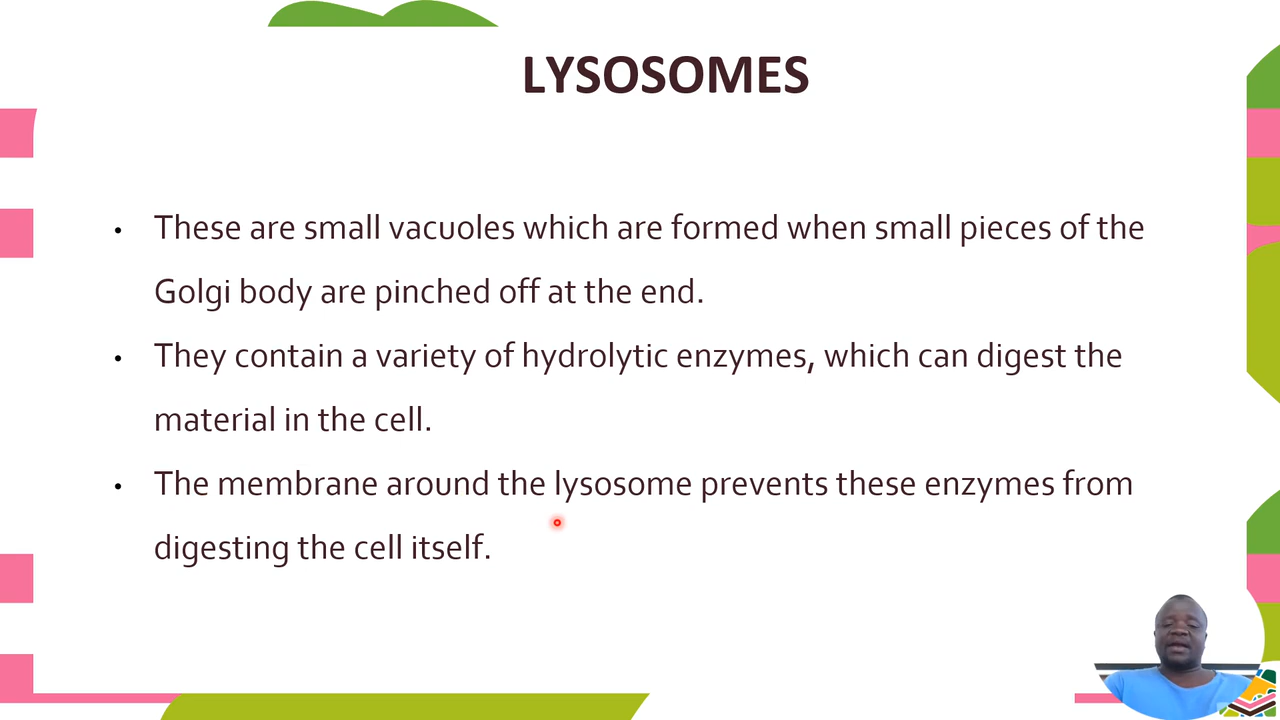 LYSOSOMES
• These are small vacuoles which are formed when small pieces of the
Golgi body are pinched off at the end.
• They contain a variety of hydrolytic enzymes, which can digest the
material in the cell.
• The membrane around the lysosome prevents these enzymes from
digesting the cell itself.